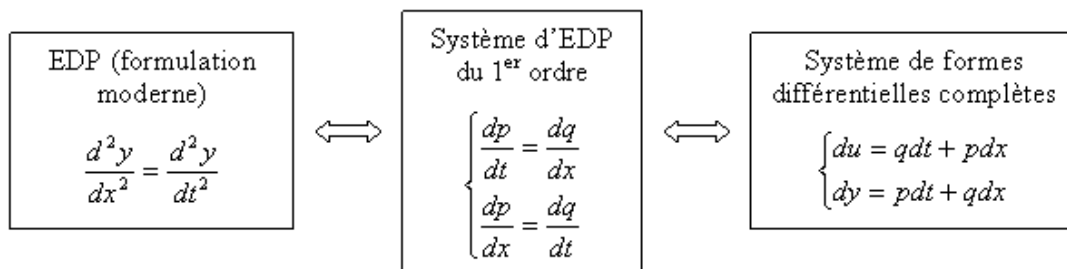 EDP (formulation
moderne)
d²y/dx² = d²y/dt²
⇔
Système d'EDP
du 1er ordre
{ dp/dt = dq/dx
dp/dx = dq/dt
⇔
Système de formes
différentielles complètes
{ du = qdt + pdx
dy = pdt + qdx